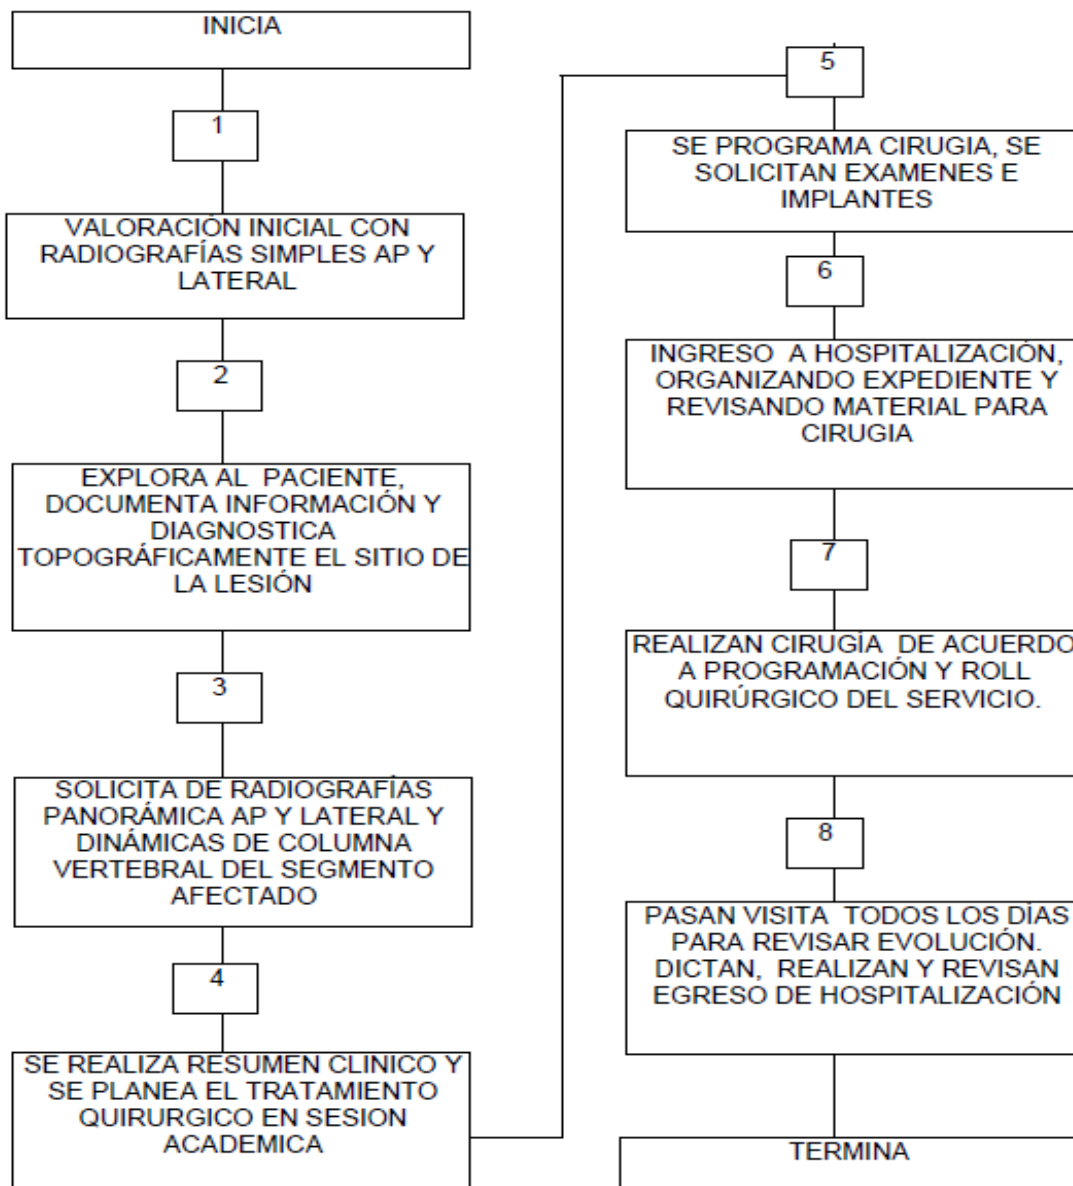 INICIA
1
VALORACIÓN INICIAL CON
RADIOGRAFÍAS SIMPLES AP Y
LATERAL
2
EXPLORA AL PACIENTE,
DOCUMENTA INFORMACIÓN Y
DIAGNOSTICA
TOPOGRÁFICAMENTE EL SITIO DE
LA LESIÓN
3
SOLICITA DE RADIOGRAFÍAS
PANORÁMICA AP Y LATERAL Y
DINÁMICAS DE COLUMNA
VERTEBRAL DEL SEGMENTO
AFECTADO
4
SE REALIZA RESUMEN CLINICO Y
SE PLANEA EL TRATAMIENTO
QUIRURGICO EN SESION
ACADEMICA
5
SE PROGRAMA CIRUGIA, SE
SOLICITAN EXAMENES E
IMPLANTES
6
INGRESO A HOSPITALIZACIÓN,
ORGANIZANDO EXPEDIENTE Y
REVISANDO MATERIAL PARA
CIRUGIA
7
REALIZAN CIRUGÍA DE ACUERDO
A PROGRAMACIÓN Y ROLL
QUIRÚRGICO DEL SERVICIO.
8
PASAN VISITA TODOS LOS DÍAS
PARA REVISAR EVOLUCIÓN.
DICTAN, REALIZAN Y REVISAN
EGRESO DE HOSPITALIZACIÓN
TERMINA